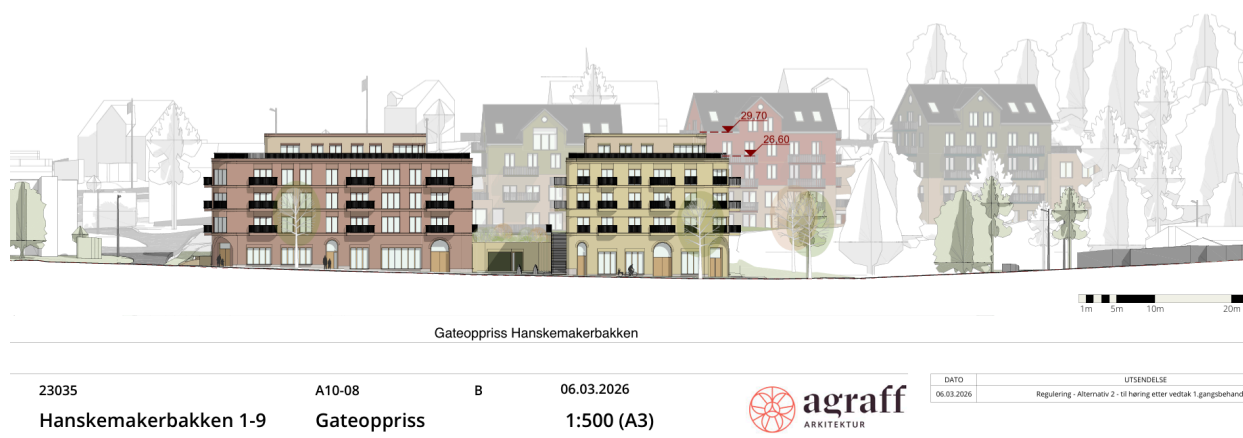 29,70
26,60
1m 5m 10m 20m
Gateoppriss Hanskemakerbakken
23035 A10-08 B 06.03.2026
Hanskemakerbakken 1-9 Gateoppriss 1:500 (A3)
agraff
ARKITEKTUR
DATO UTSENDELSE
06.03.2026 Regulering - Alternativ 2 - til høring etter vedtak 1.gangsbehand